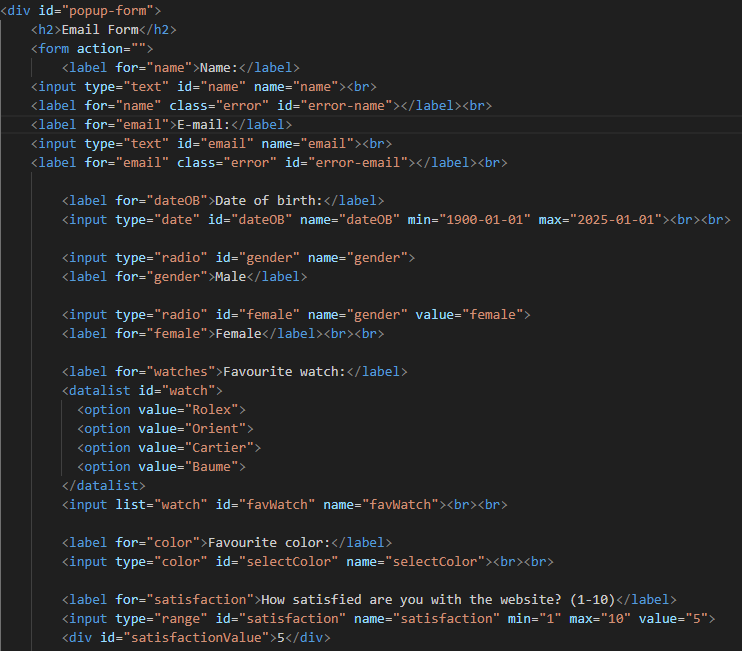 <div id="popup-form">
<h2>Email Form</h2>
<form action="">
<label for="name">Name:</label>
<input type="text" id="name" name="name"><br>
<label for="name" class="error" id="error-name"></label><br>
<label for="email">E-mail:</label>
<input type="text" id="email" name="email"><br>
<label for="email" class="error" id="error-email"></label><br>
<label for="dateOB">Date of birth:</label>
<input type="date" id="dateOB" name="dateOB" min="1900-01-01" max="2025-01-01"><br><br>
<input type="radio" id="gender" name="gender">
<label for="gender">Male</label>
<input type="radio" id="female" name="gender" value="female">
<label for="female">Female</label><br><br>
<label for="watches">Favourite watch:</label>
<datalist id="watch">
<option value="Rolex">
<option value="Orient">
<option value="Cartier">
<option value="Baume">
</datalist>
<input list="watch" id="favWatch" name="favWatch"><br><br>
<label for="color">Favourite color:</label>
<input type="color" id="selectColor" name="selectColor"><br><br>
<label for="satisfaction">How satisfied are you with the website? (1-10)</label>
<input type="range" id="satisfaction" name="satisfaction" min="1" max="10" value="5">
<div id="satisfactionValue">5</div>